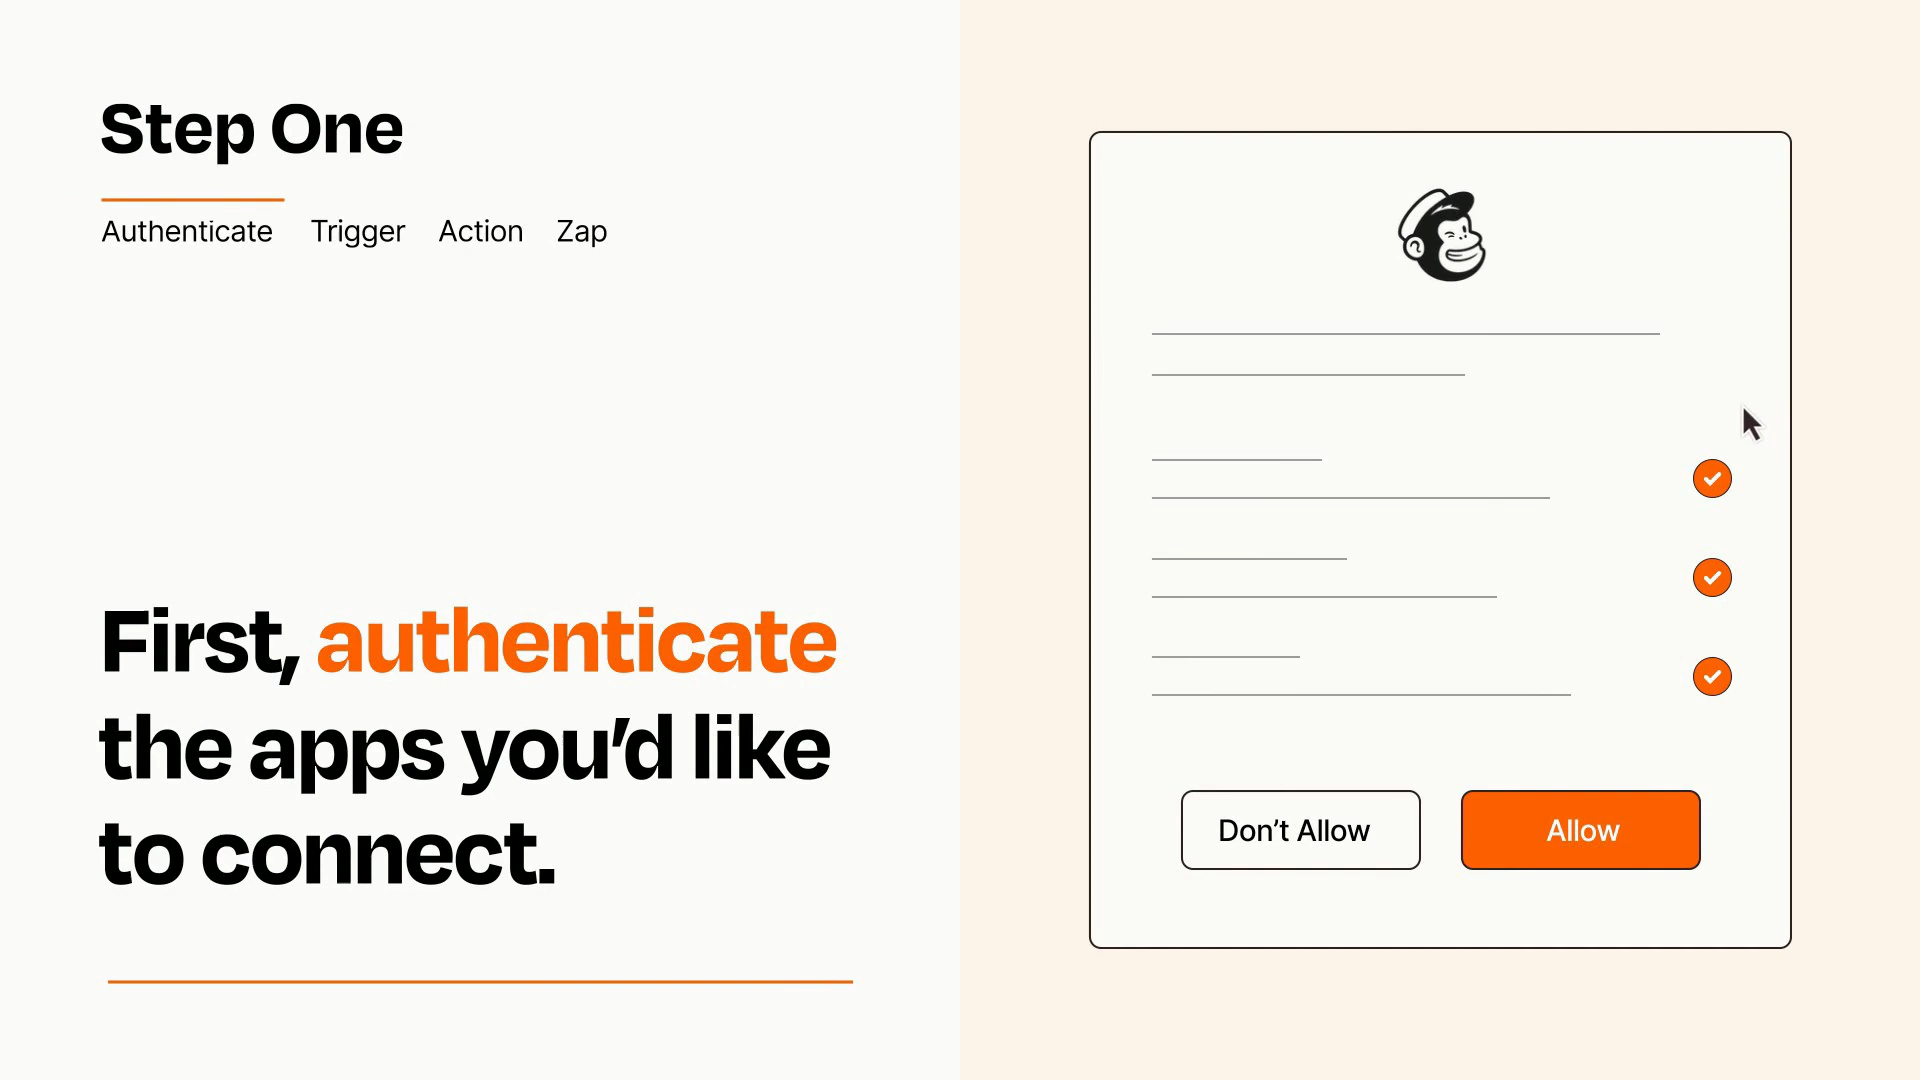 Step One
Authenticate Trigger Action Zap
First, authenticate
the apps you’d like
to connect.
Don’t Allow
Allow